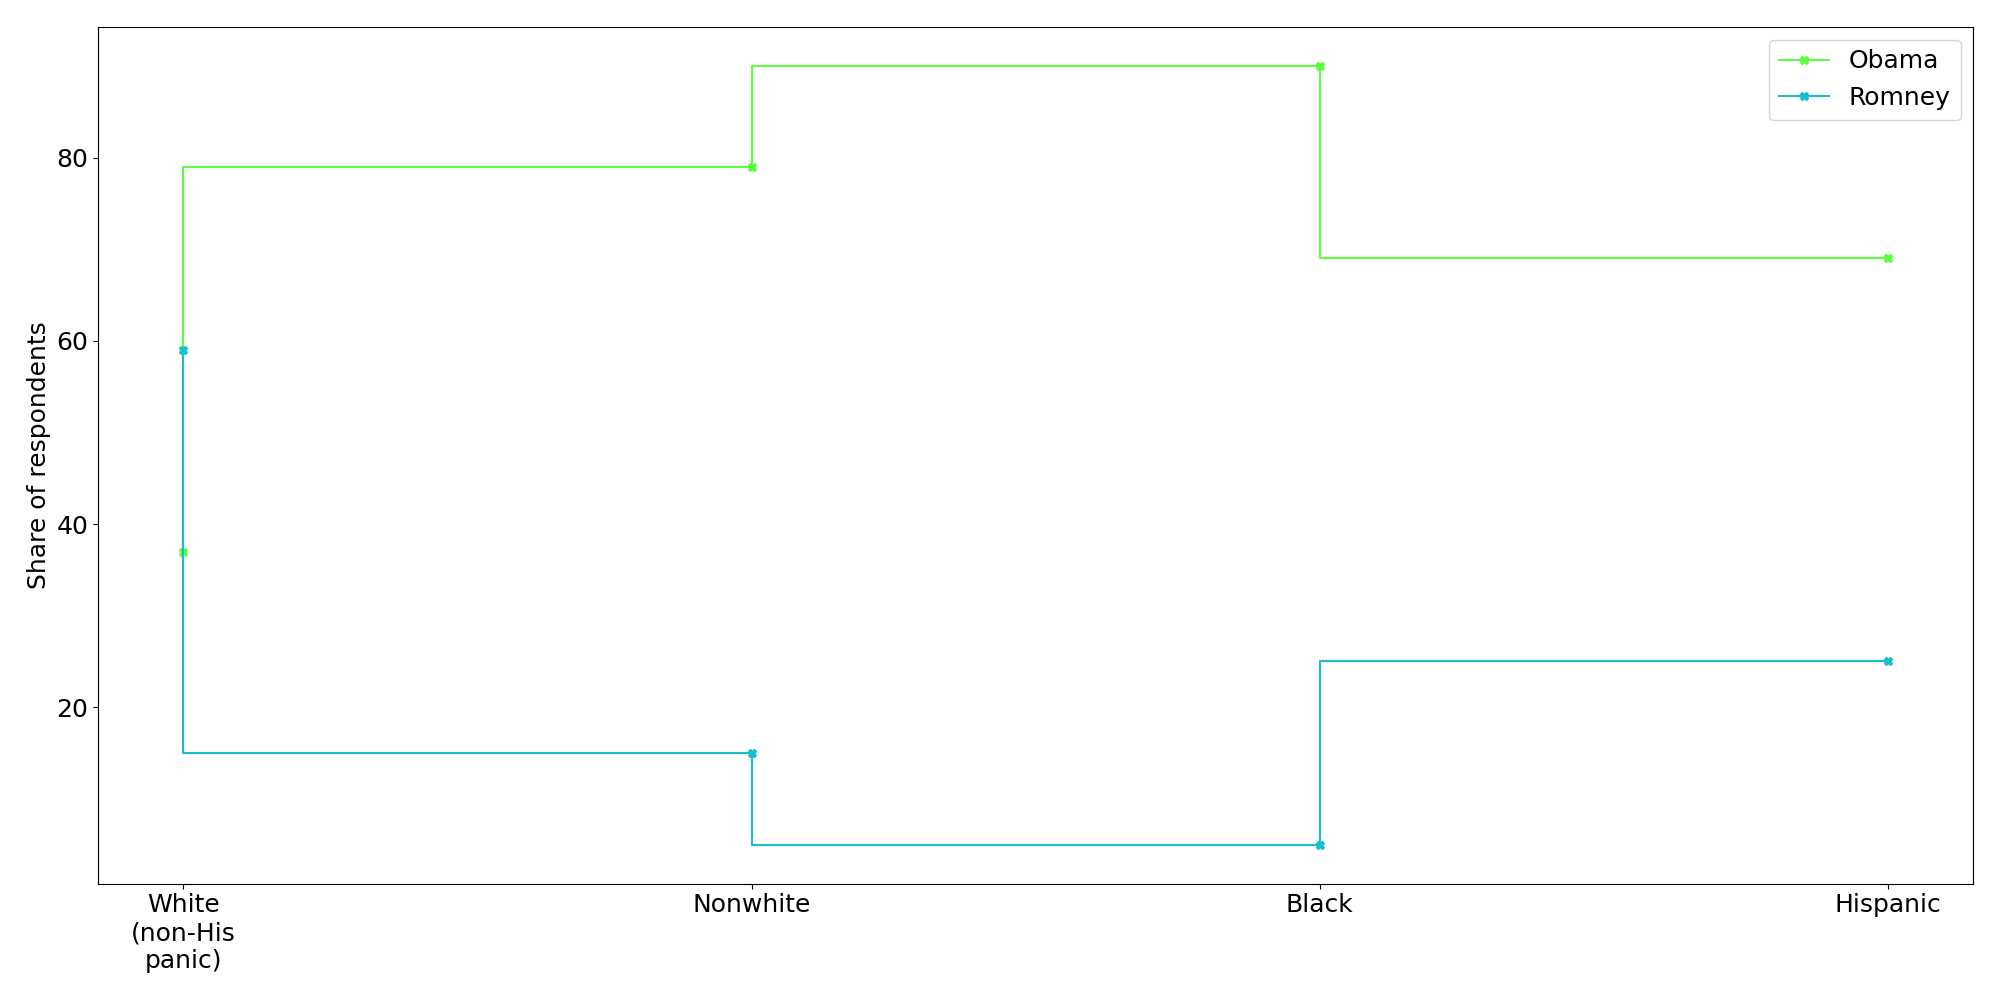 Obama
Romney
80
60
40
20
Share of respondents
White
(non-His
panic)
Nonwhite
Black
Hispanic